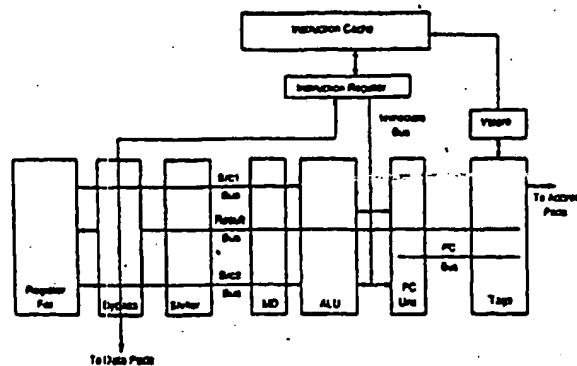 Instruction Cache
Instruction Register
Immediate
Bus
Src1
Bus
Result
Bus
Src2
Bus
PC
Bus
To Address
Pads
Register
File
Bypass
Shifter
MD
ALU
PC
Unit
Tags
To Data Pads